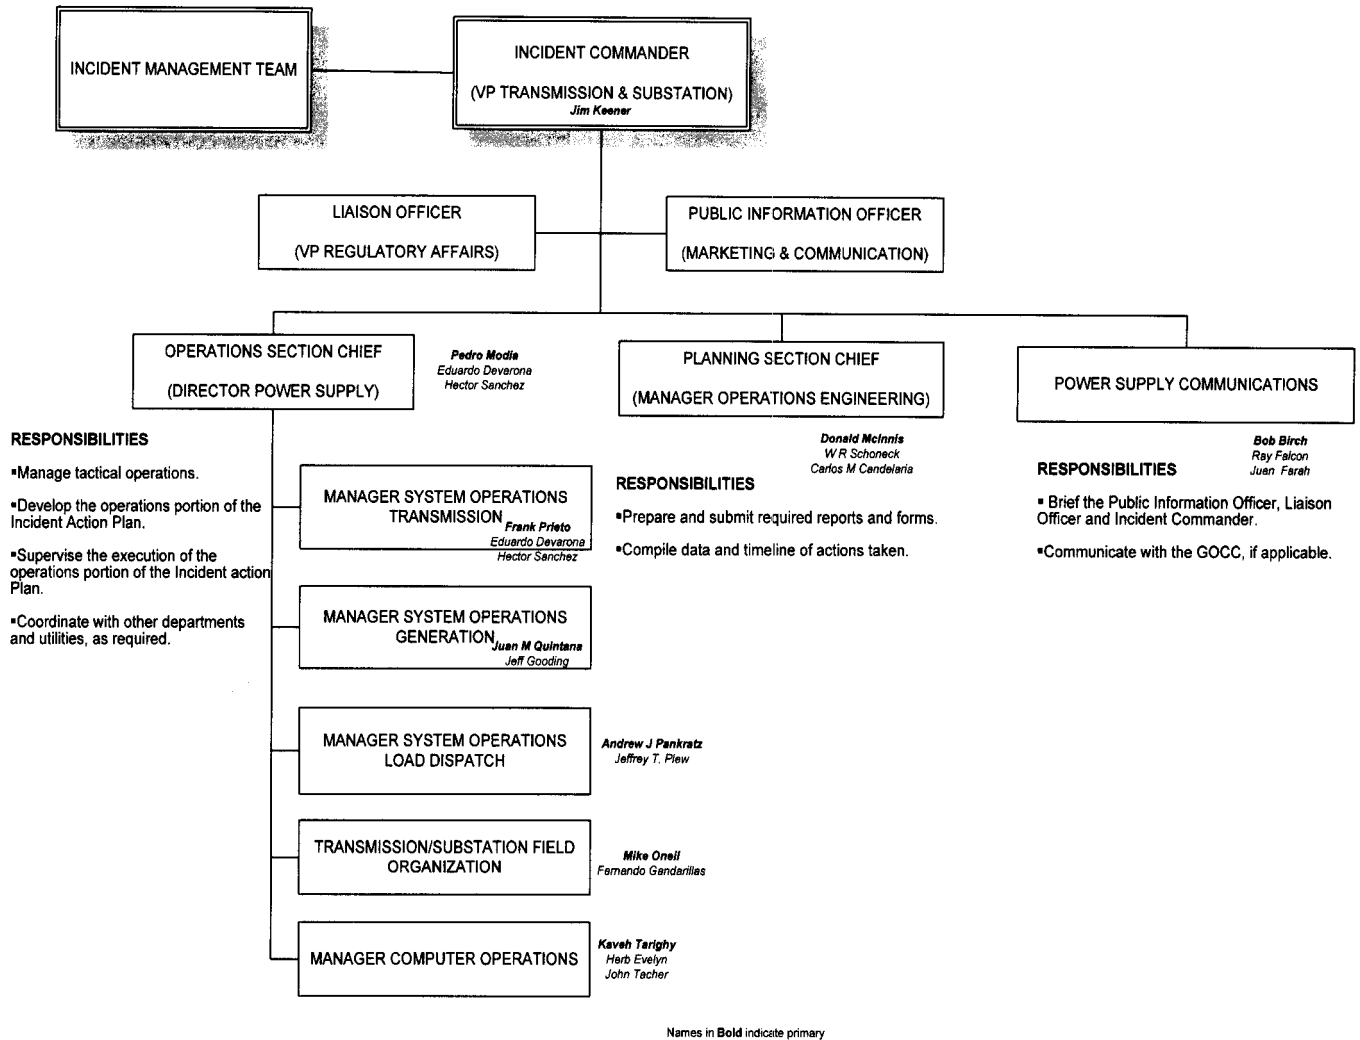 INCIDENT MANAGEMENT TEAM
INCIDENT COMMANDER
(VP TRANSMISSION & SUBSTATION)
Jim Keener
LIAISON OFFICER
(VP REGULATORY AFFAIRS)
PUBLIC INFORMATION OFFICER
(MARKETING & COMMUNICATION)
OPERATIONS SECTION CHIEF
(DIRECTOR POWER SUPPLY)
Pedro Modia
Eduardo Devarona
Hector Sanchez
PLANNING SECTION CHIEF
(MANAGER OPERATIONS ENGINEERING)
Donald McInnis
W R Schoneck
Carlos M Candelaria
POWER SUPPLY COMMUNICATIONS
Bob Birch
Ray Falcon
Juan Farah
RESPONSIBILITIES
▪Manage tactical operations.
▪Develop the operations portion of the
Incident Action Plan.
▪Supervise the execution of the
operations portion of the Incident action
Plan.
▪Coordinate with other departments
and utilities, as required.
MANAGER SYSTEM OPERATIONS
TRANSMISSION
Frank Prieto
Eduardo Devarona
Hector Sanchez
MANAGER SYSTEM OPERATIONS
GENERATION
Juan M Quintana
Jeff Gooding
MANAGER SYSTEM OPERATIONS
LOAD DISPATCH
Andrew J Pankratz
Jeffrey T. Plew
TRANSMISSION/SUBSTATION FIELD
ORGANIZATION
Mike Oneil
Fernando Gandarillas
MANAGER COMPUTER OPERATIONS
Kaveh Tarighy
Herb Evelyn
John Tacher
RESPONSIBILITIES
▪Prepare and submit required reports and forms.
▪Compile data and timeline of actions taken.
RESPONSIBILITIES
▪ Brief the Public Information Officer, Liaison
Officer and Incident Commander.
▪Communicate with the GOCC, if applicable.
Names in Bold indicate primary